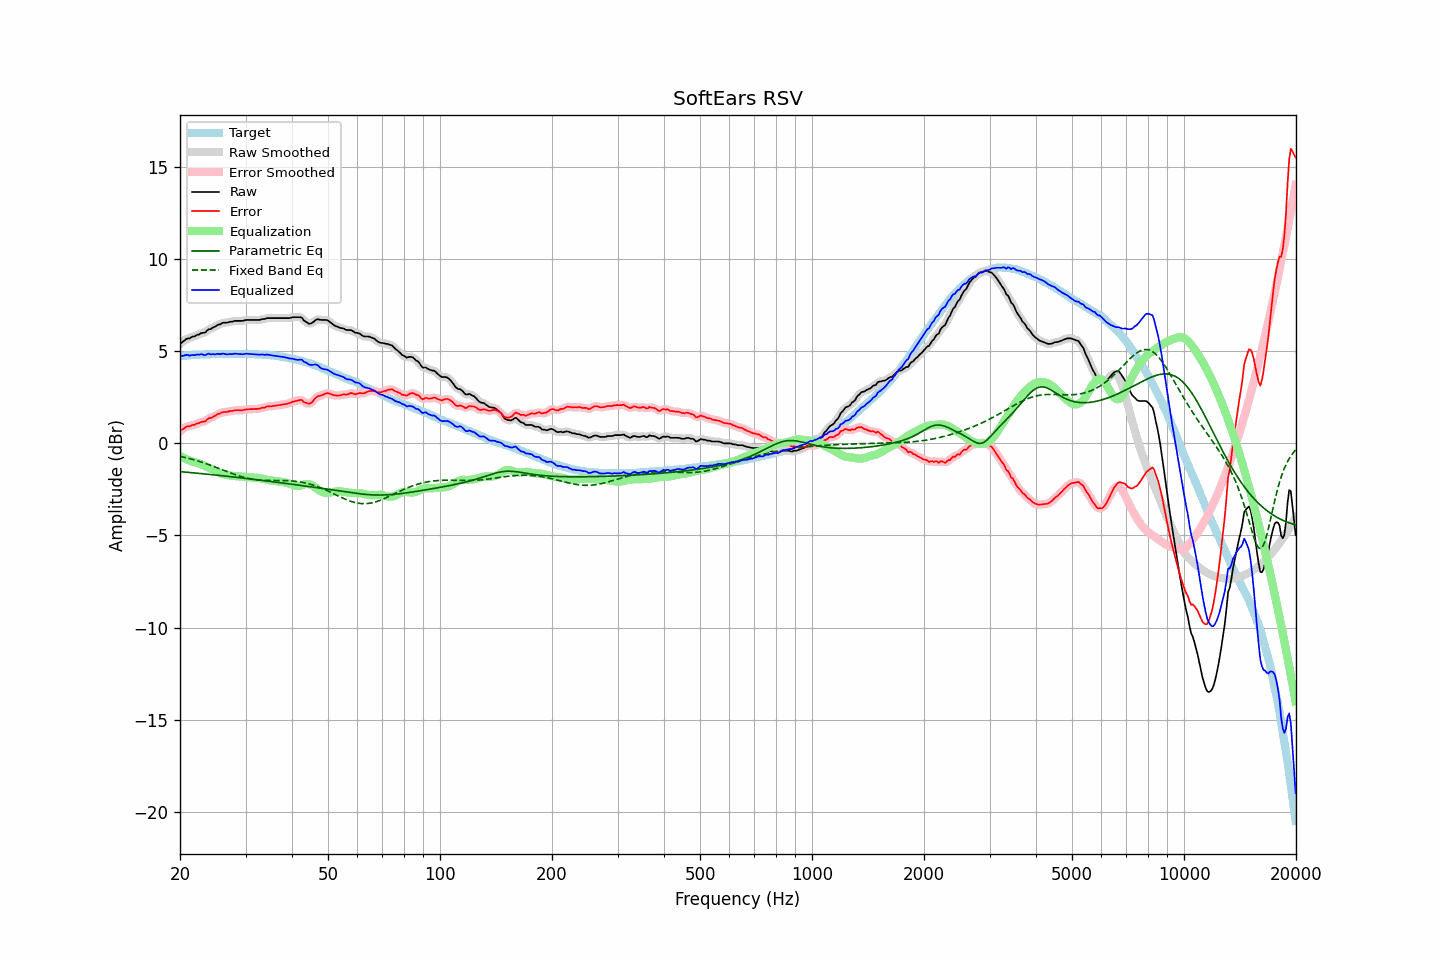 SoftEars RSV
Target
Raw Smoothed
Error Smoothed
Raw
Error
Equalization
Parametric Eq
Fixed Band Eq
Equalized
Amplitude (dBr)
15
10
5
0
−5
−10
−15
−20
20 50 100 200 500 1000 2000 5000 10000 20000
Frequency (Hz)